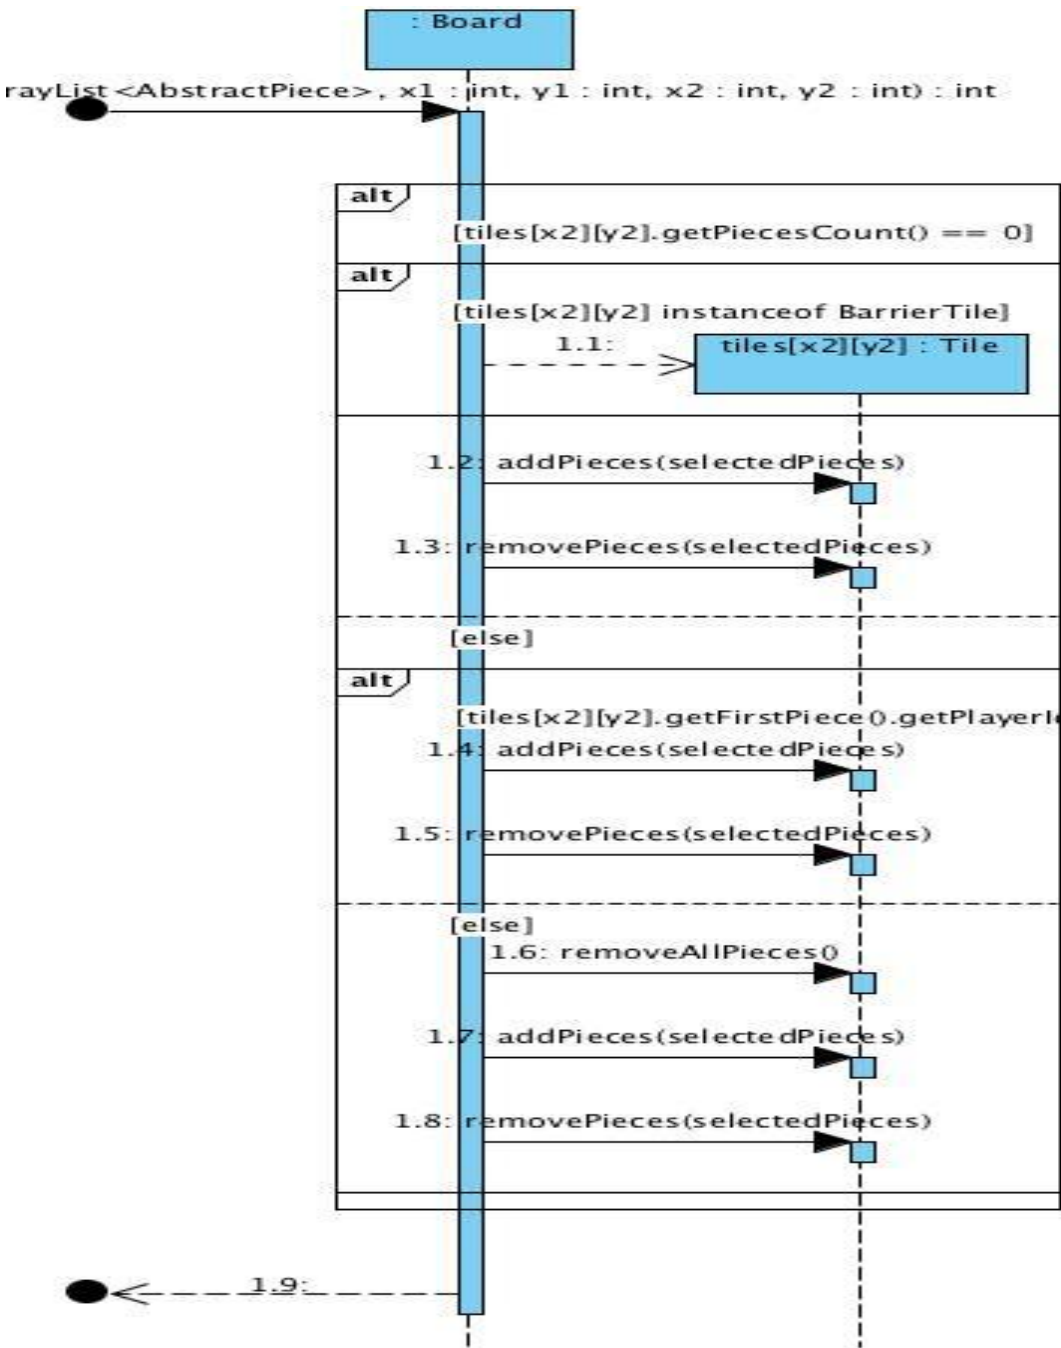 : Board
rayList<AbstractPiece>, x1 : int, y1 : int, x2 : int, y2 : int) : int
alt
[tiles[x2][y2].getPiecesCount() == 0]
alt
[tiles[x2][y2] instanceof BarrierTile]
1.1:
tiles[x2][y2] : Tile
1.2: addPieces(selectedPieces)
1.3: removePieces(selectedPieces)
[else]
alt
[tiles[x2][y2].getFirstPiece().getPlayerI
1.4: addPieces(selectedPieces)
1.5: removePieces(selectedPieces)
[else]
1.6: removeAllPieces()
1.7: addPieces(selectedPieces)
1.8: removePieces(selectedPieces)
1.9: